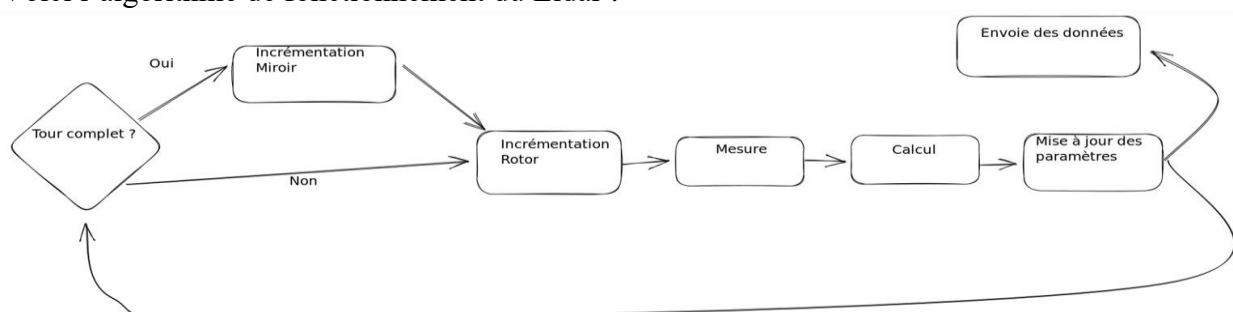 Voici l'algorithme de fonctionnement du Lidar :
Envoie des données
Incrémentation
Miroir
Oui
Tour complet ?
Incrémentation
Rotor
Mesure
Calcul
Mise à jour des
paramètres
Non